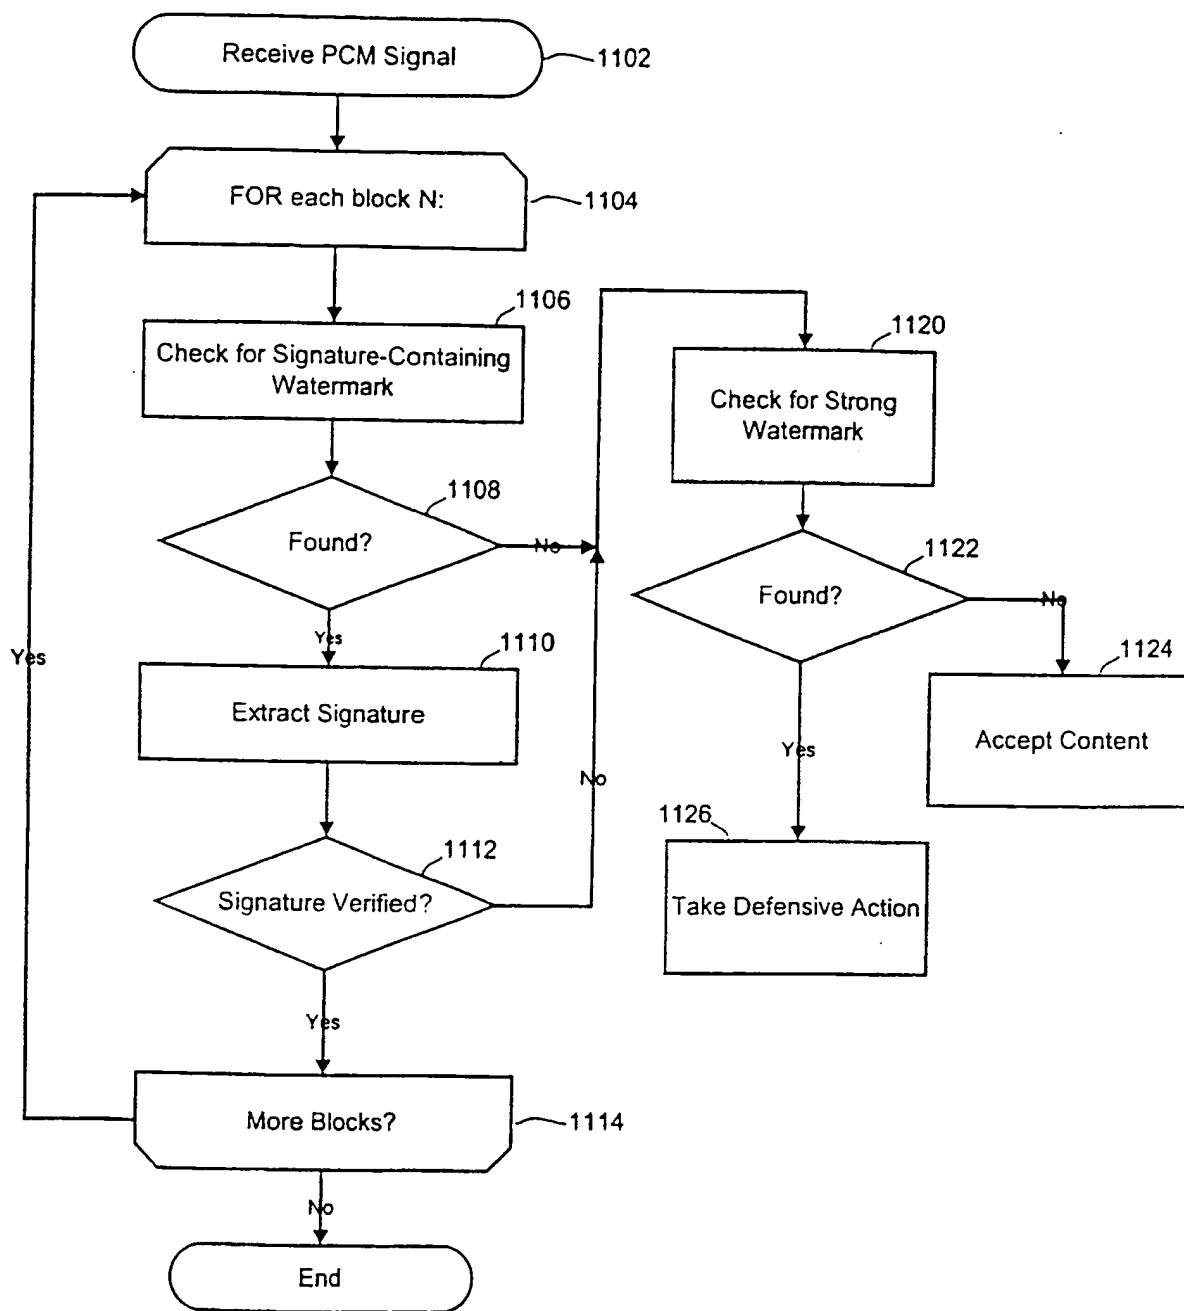 Receive PCM Signal
1102
FOR each block N:
1104
1106
Check for Signature-Containing
Watermark
1108
Found?
No
Yes
1110
Extract Signature
1112
Signature Verified?
No
Yes
More Blocks?
1114
Yes
No
End
1120
Check for Strong
Watermark
1122
Found?
No
1124
Accept Content
Yes
1126
Take Defensive Action